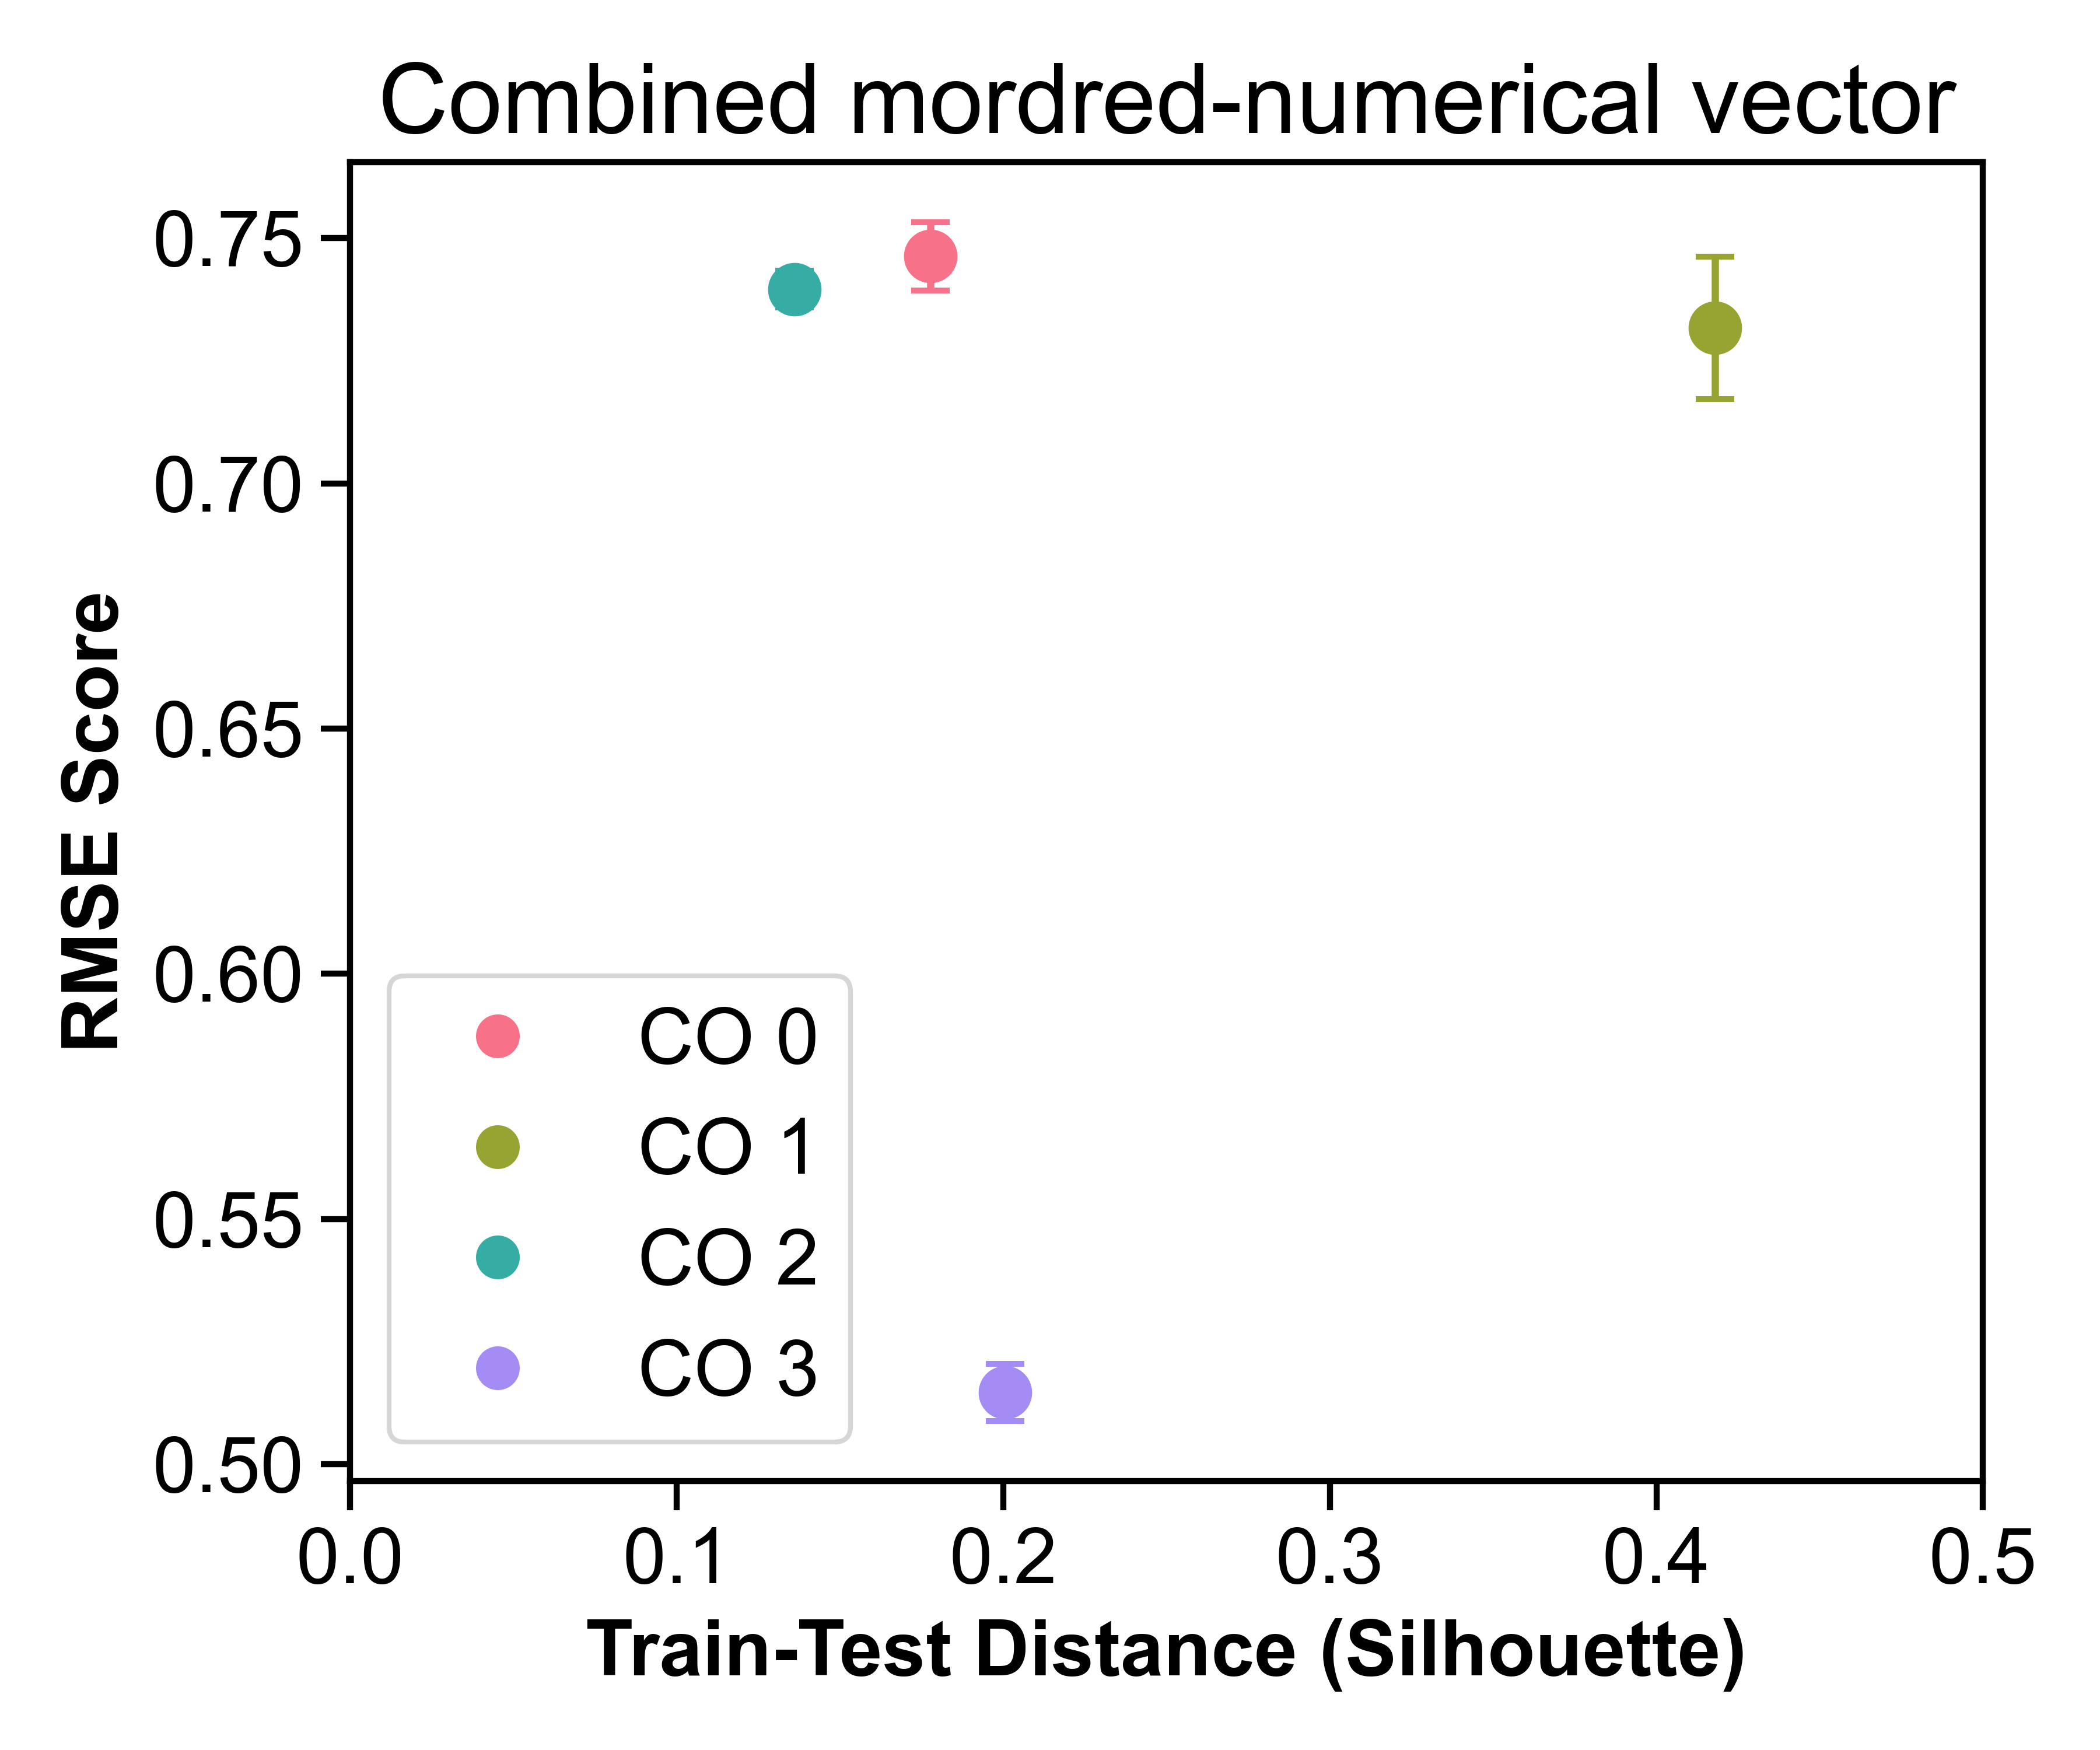 Combined mordred-numerical vector
0.75
0.70
0.65
0.60
0.55
0.50
RMSE Score
CO 0
CO 1
CO 2
CO 3
0.0 0.1 0.2 0.3 0.4 0.5
Train-Test Distance (Silhouette)